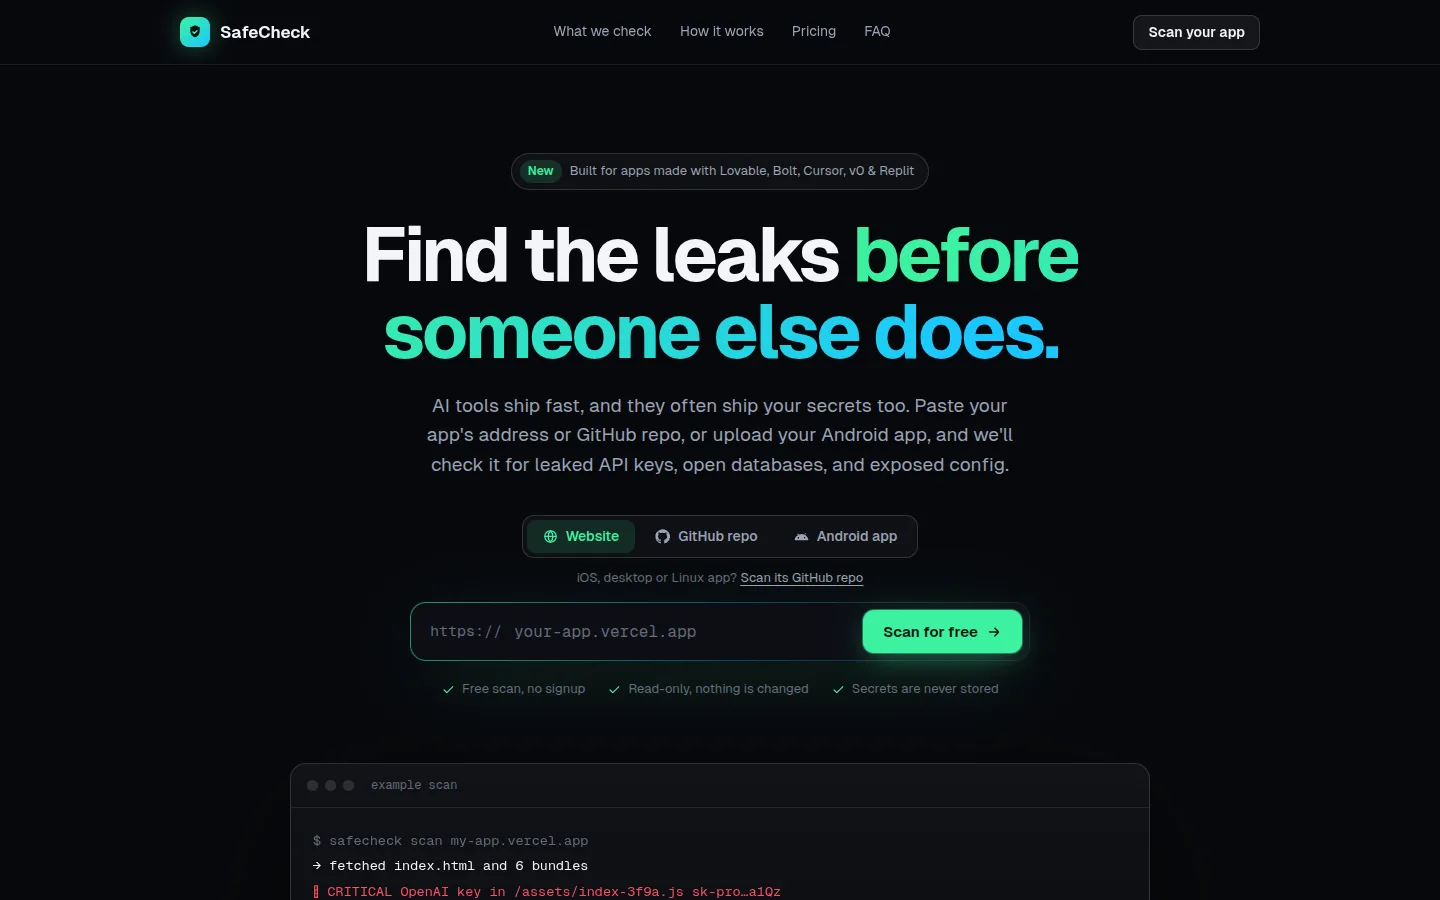 SafeCheck
What we check
How it works
Pricing
FAQ
Scan your app
New
Built for apps made with Lovable, Bolt, Cursor, v0 & Replit
Find the leaks before
someone else does.
AI tools ship fast, and they often ship your secrets too. Paste your
app's address or GitHub repo, or upload your Android app, and we'll
check it for leaked API keys, open databases, and exposed config.
Website
GitHub repo
Android app
iOS, desktop or Linux app? Scan its GitHub repo
https:// your-app.vercel.app
Scan for free →
Free scan, no signup
Read-only, nothing is changed
Secrets are never stored
example scan
$ safecheck scan my-app.vercel.app
→ fetched index.html and 6 bundles
CRITICAL OpenAI key in /assets/index-3f9a.js sk-pro…a1Qz